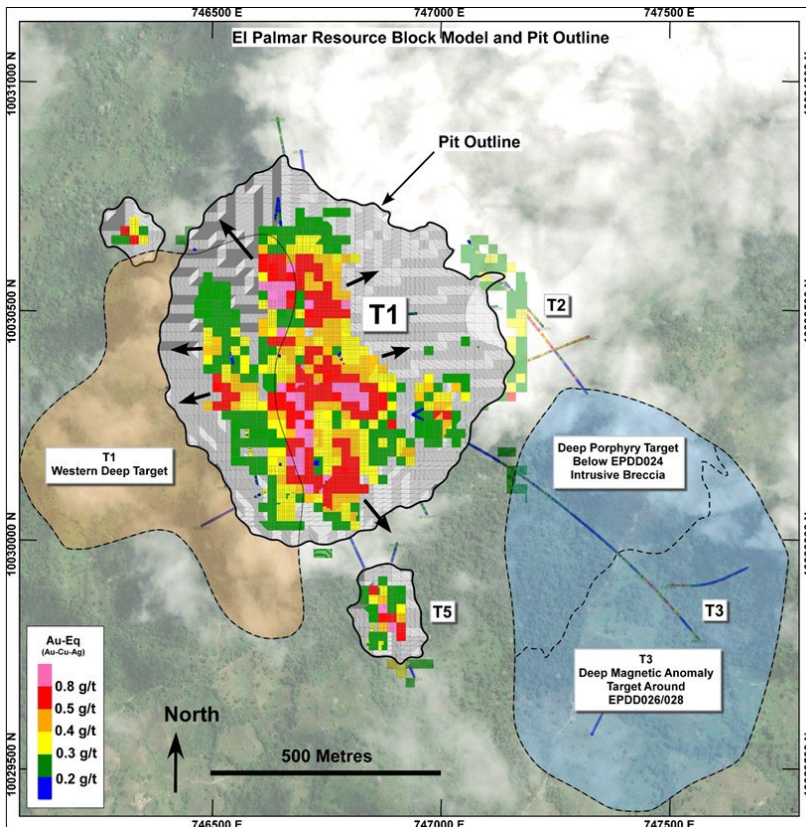 746500 E
747000 E
747500 E
El Palmar Resource Block Model and Pit Outline
10031000 N
Pit Outline
10030500 N
T1
T2
T1
Western Deep Target
Deep Porphyry Target
Below EPDD024
Intrusive Breccia
10030000 N
T5
T3
T3
Deep Magnetic Anomaly
Target Around
EPDD026/028
Au-Eq
(Au-Cu-Ag)
0.8 g/t
0.5 g/t
0.4 g/t
0.3 g/t
0.2 g/t
North
500 Metres
10029500 N
746500 E
747000 E
747500 E